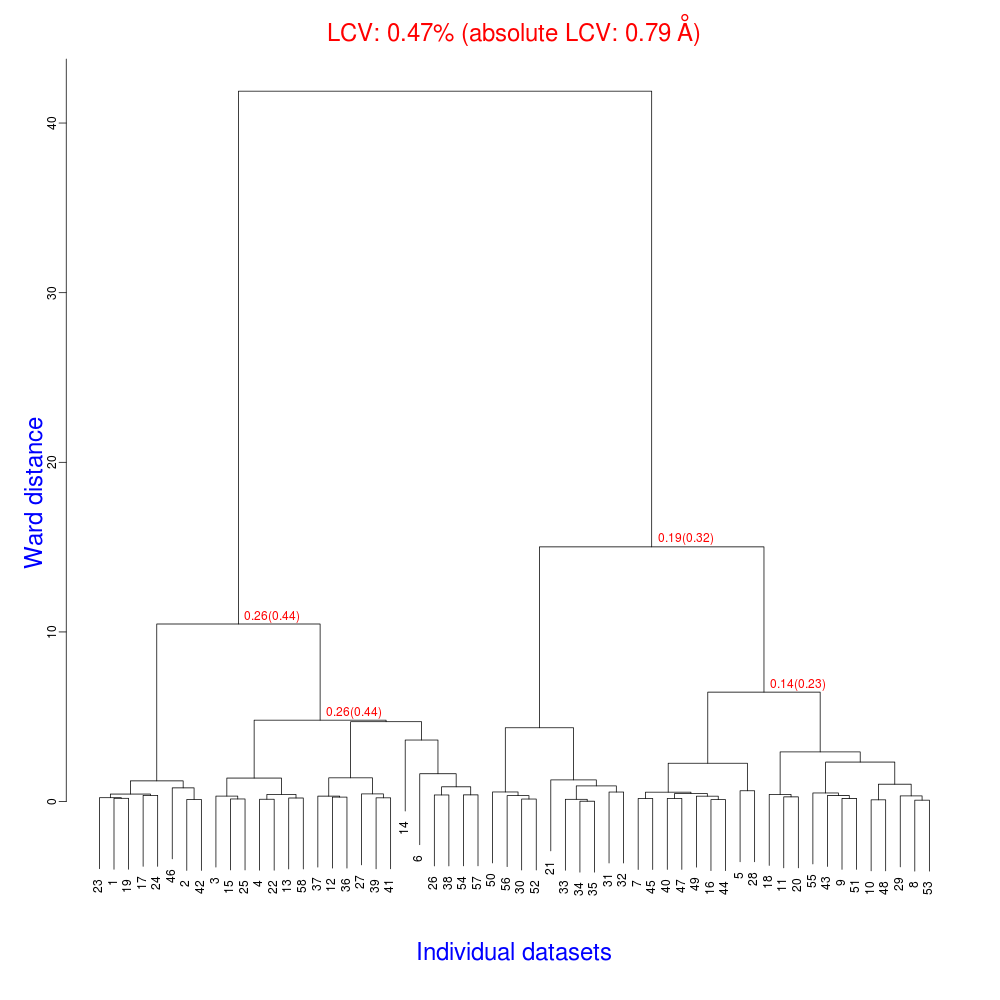 LCV: 0.47% (absolute LCV: 0.79 Å)
Ward distance
40
30
20
10
0
0.19(0.32)
0.26(0.44)
0.14(0.23)
0.26(0.44)
23 1 19 17 24 46 2 42 3 15 25 4 22 13 58 37 12 36 27 39 41 14 6 26 38 54 57 50 56 30 52 21 33 34 35 31 32 7 45 40 47 49 16 44 5 28 18 11 20 55 43 9 51 10 48 29 8 53
Individual datasets